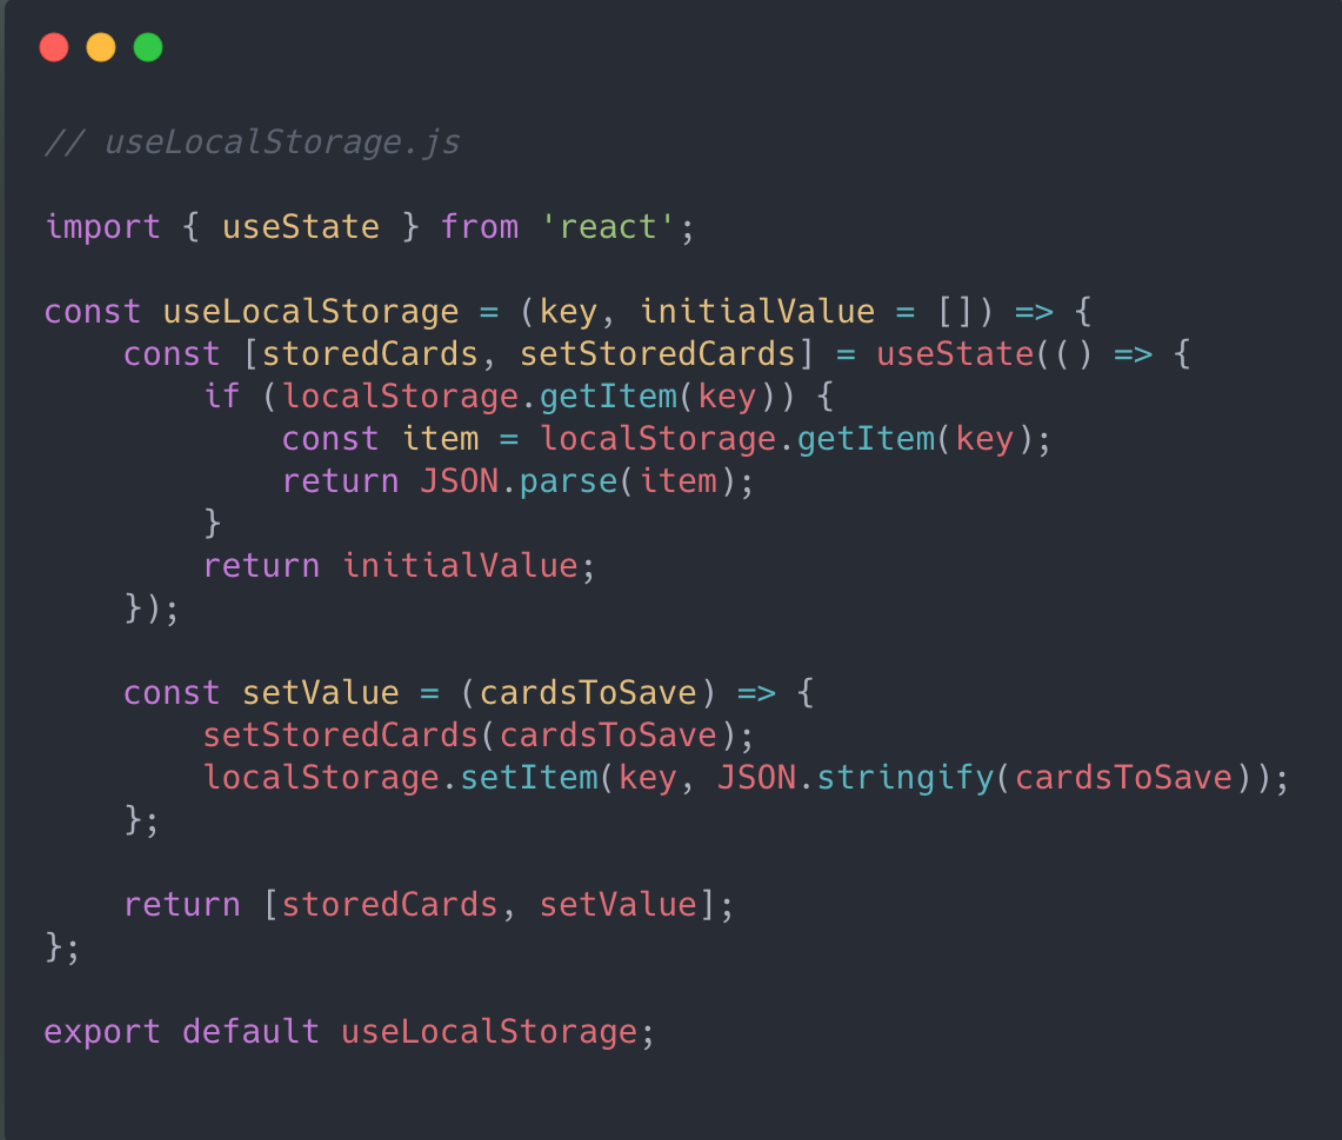 // useLocalStorage.js
import { useState } from 'react';
const useLocalStorage = (key, initialValue = []) => {
    const [storedCards, setStoredCards] = useState(() => {
        if (localStorage.getItem(key)) {
            const item = localStorage.getItem(key);
            return JSON.parse(item);
        }
        return initialValue;
    });
    const setValue = (cardsToSave) => {
        setStoredCards(cardsToSave);
        localStorage.setItem(key, JSON.stringify(cardsToSave));
    };
    return [storedCards, setValue];
};
export default useLocalStorage;